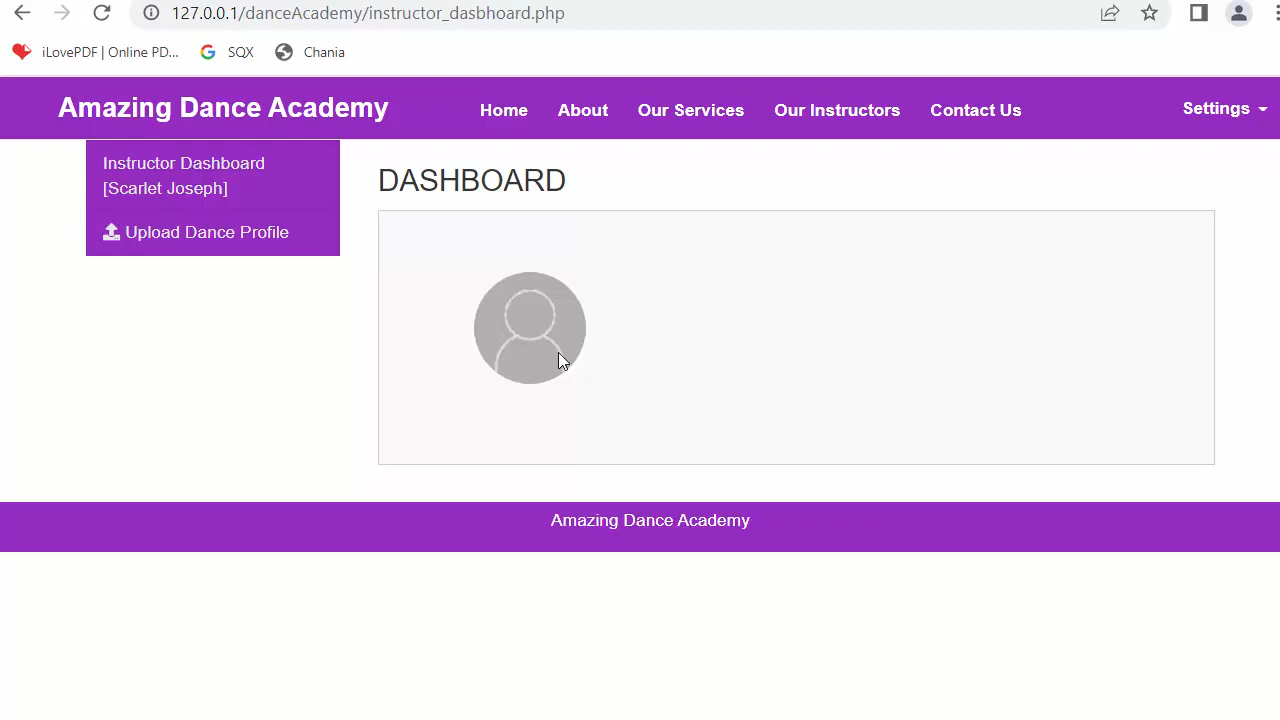 127.0.0.1/danceAcademy/instructor_dasbhoard.php
iLovePDF | Online PD... SQX Chania
Amazing Dance Academy Home About Our Services Our Instructors Contact Us Settings
Instructor Dashboard
[Scarlet Joseph]
Upload Dance Profile
DASHBOARD
Amazing Dance Academy